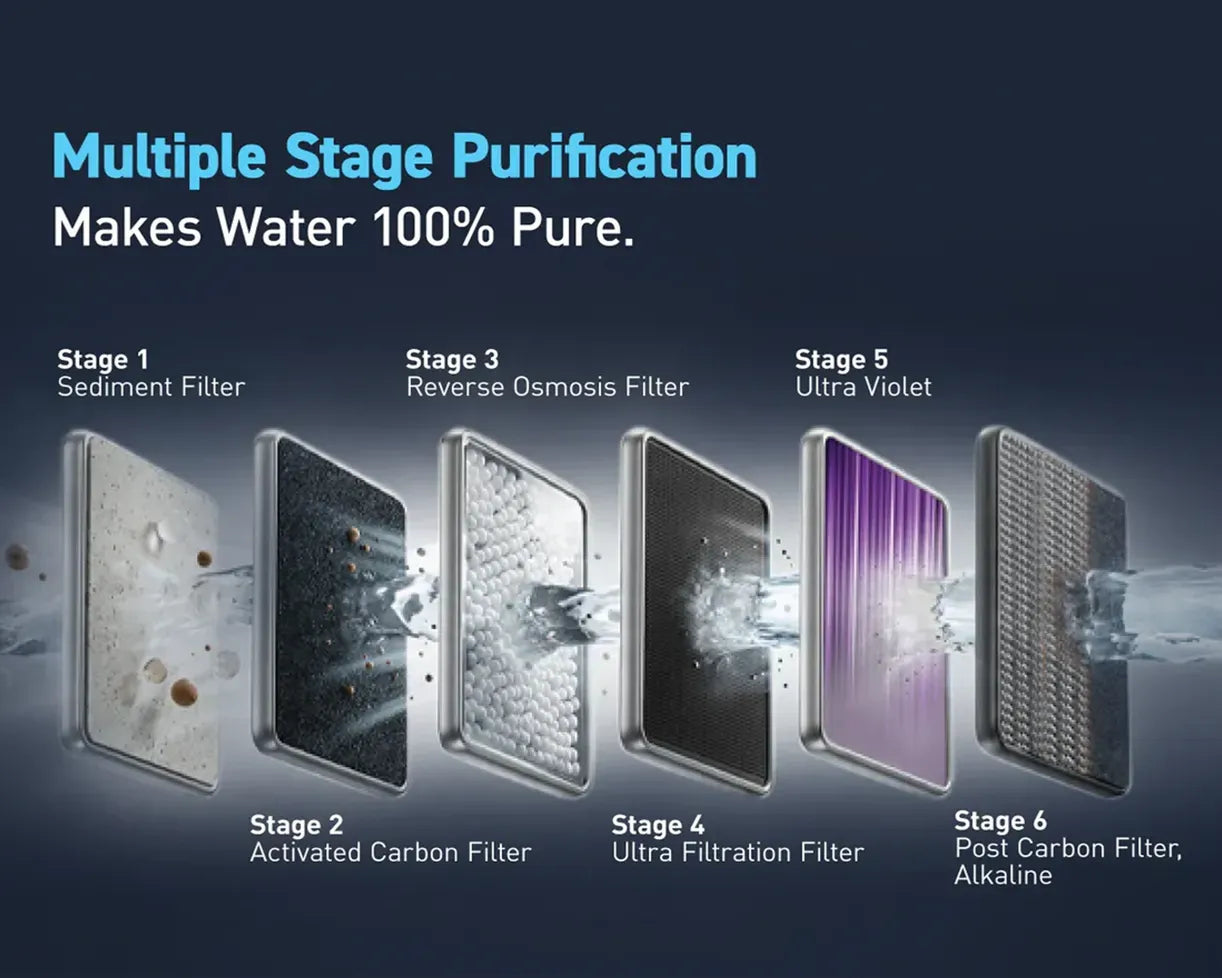 Multiple Stage Purification
Makes Water 100% Pure.
Stage 1
Sediment Filter
Stage 2
Activated Carbon Filter
Stage 3
Reverse Osmosis Filter
Stage 4
Ultra Filtration Filter
Stage 5
Ultra Violet
Stage 6
Post Carbon Filter,
Alkaline